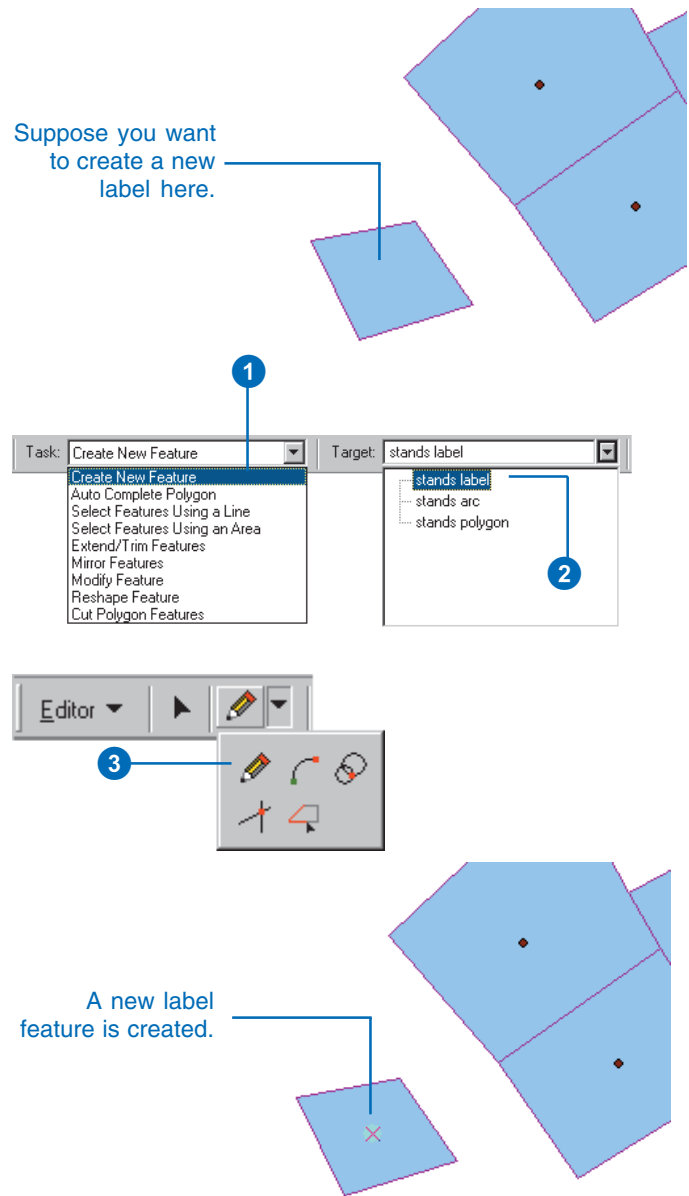 Suppose you want
to create a new
label here.
1
Task: Create New Feature
Create New Feature
Auto Complete Polygon
Select Features Using a Line
Select Features Using an Area
Extend/Trim Features
Mirror Features
Modify Feature
Reshape Feature
Cut Polygon Features
Target: stands label
stands label
stands arc
stands polygon
2
Editor
3
A new label
feature is created.